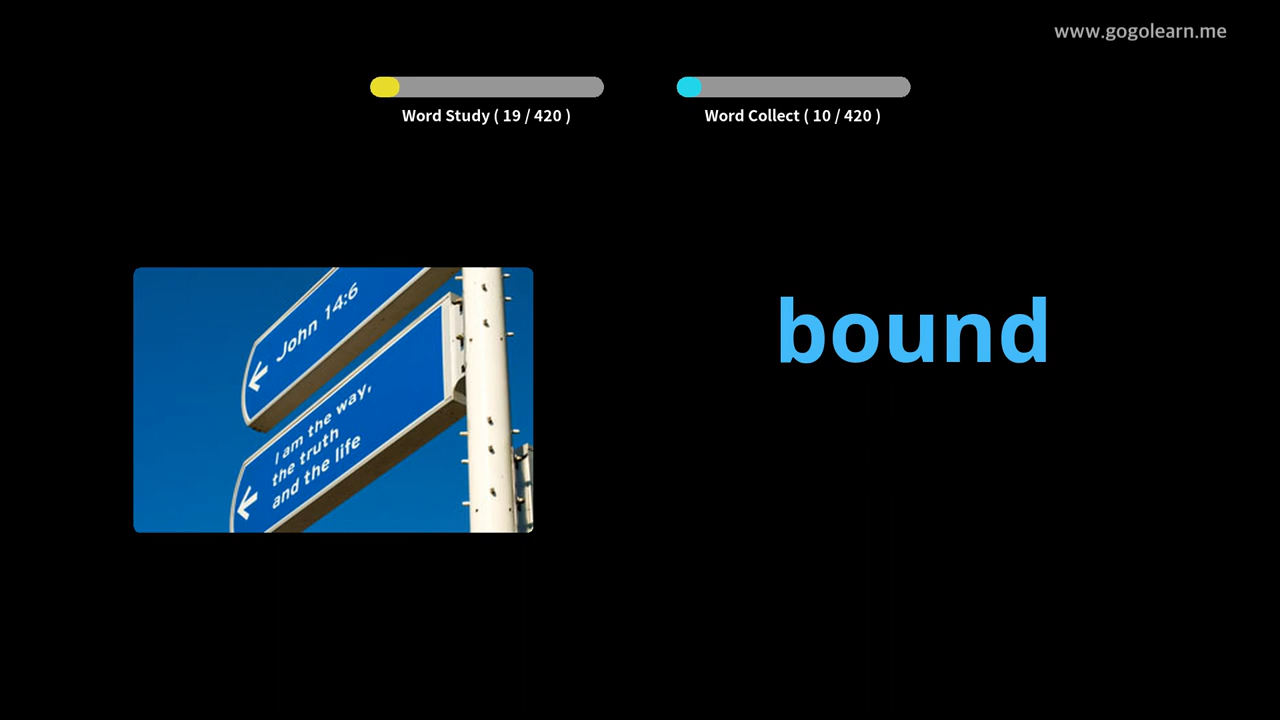 www.gogolearn.me
Word Study ( 19 / 420 )
Word Collect ( 10 / 420 )
John 14:6
I am the way,
the truth
and the life
bound